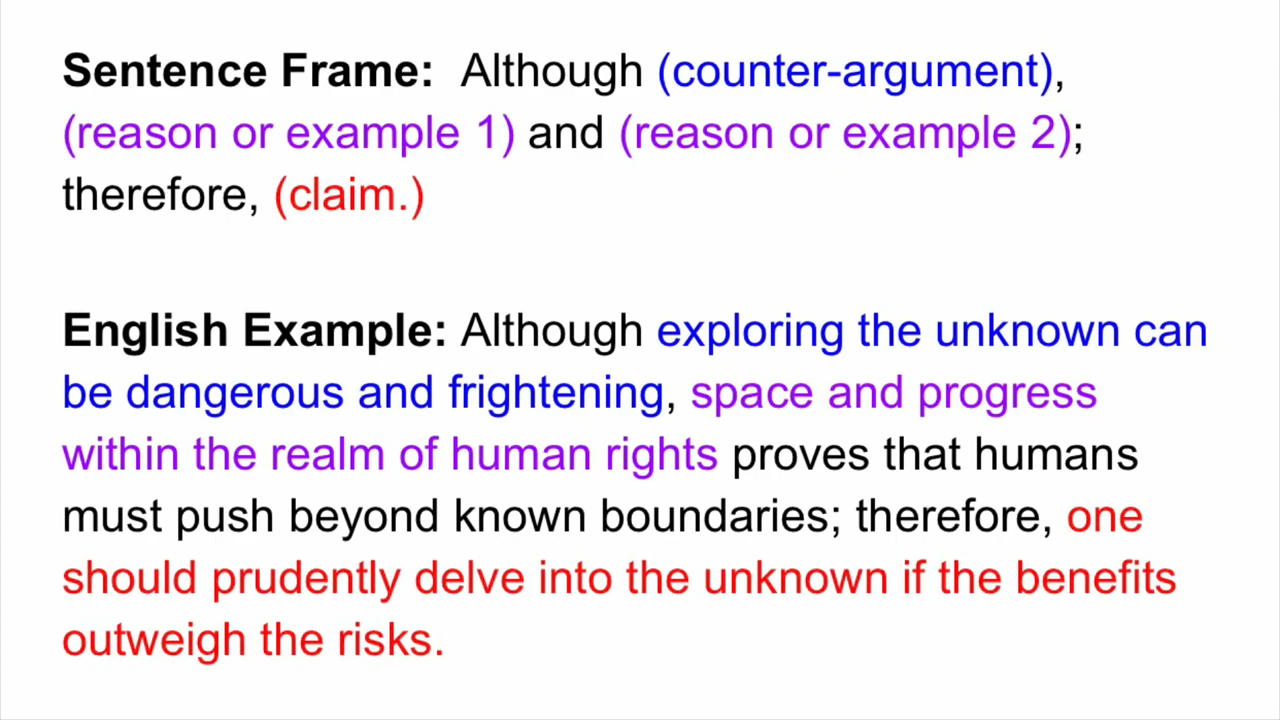 Sentence Frame: Although (counter-argument),
(reason or example 1) and (reason or example 2);
therefore, (claim.)
English Example: Although exploring the unknown can
be dangerous and frightening, space and progress
within the realm of human rights proves that humans
must push beyond known boundaries; therefore, one
should prudently delve into the unknown if the benefits
outweigh the risks.